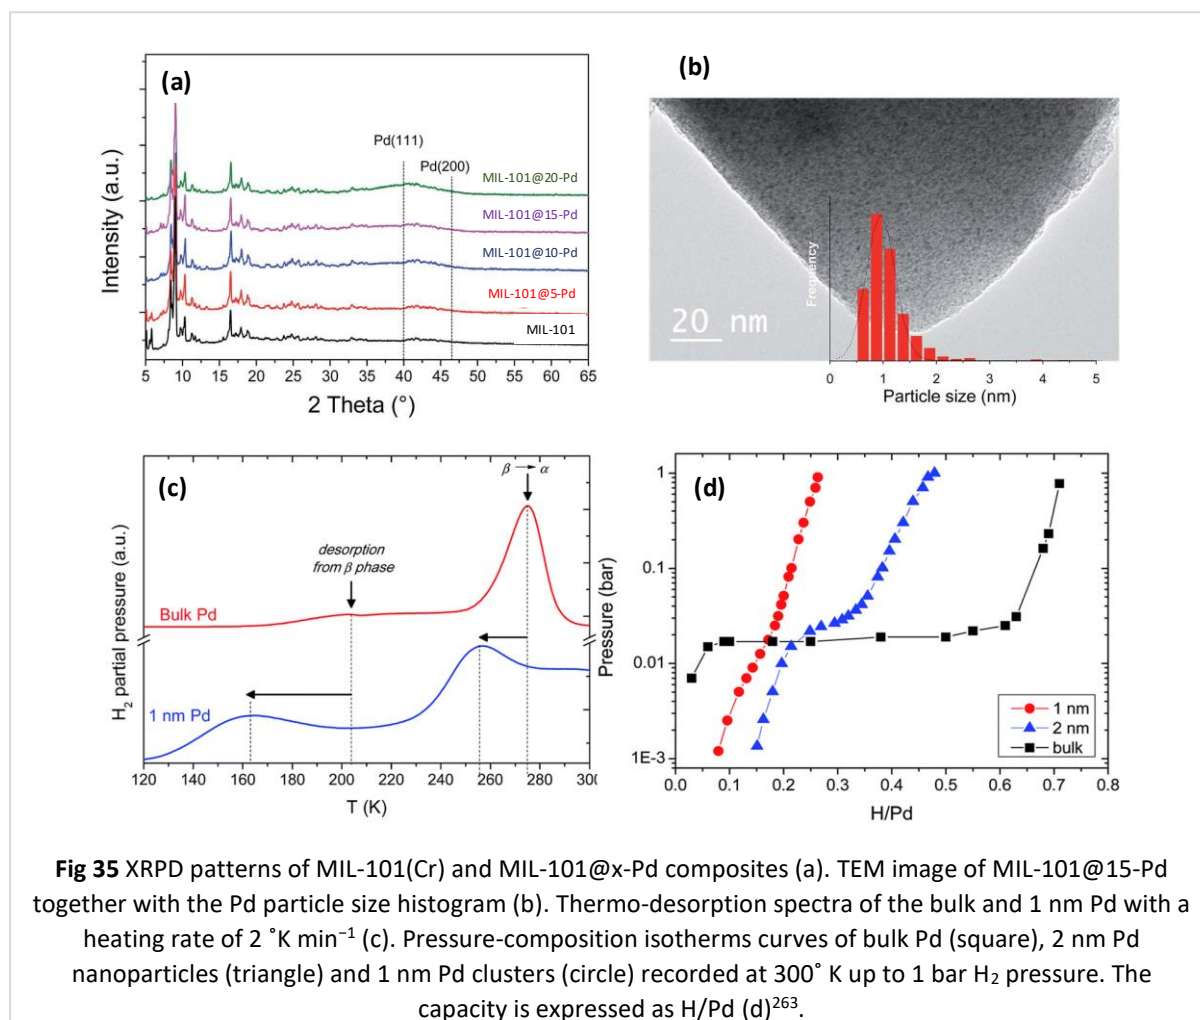 (a)
Intensity (a.u.)
Pd(111)
Pd(200)
MIL-101@20-Pd
MIL-101@15-Pd
MIL-101@10-Pd
MIL-101@5-Pd
MIL-101
5 10 15 20 25 30 35 40 45 50 55 60 65
2 Theta (°)
(b)
Frequency
20 nm
0 1 2 3 4 5
Particle size (nm)
(c)
H₂ partial pressure (a.u.)
β → α
desorption
from β phase
Bulk Pd
1 nm Pd
120 140 160 180 200 220 240 260 280 300
T (K)
(d)
Pressure (bar)
1
0.1
0.01
1E-3
1 nm
2 nm
bulk
0.0 0.1 0.2 0.3 0.4 0.5 0.6 0.7 0.8
H/Pd
Fig 35 XRPD patterns of MIL-101(Cr) and MIL-101@x-Pd composites (a). TEM image of MIL-101@15-Pd
together with the Pd particle size histogram (b). Thermo-desorption spectra of the bulk and 1 nm Pd with a
heating rate of 2 ˚K min⁻¹ (c). Pressure-composition isotherms curves of bulk Pd (square), 2 nm Pd
nanoparticles (triangle) and 1 nm Pd clusters (circle) recorded at 300˚ K up to 1 bar H₂ pressure. The
capacity is expressed as H/Pd (d)²⁶³.